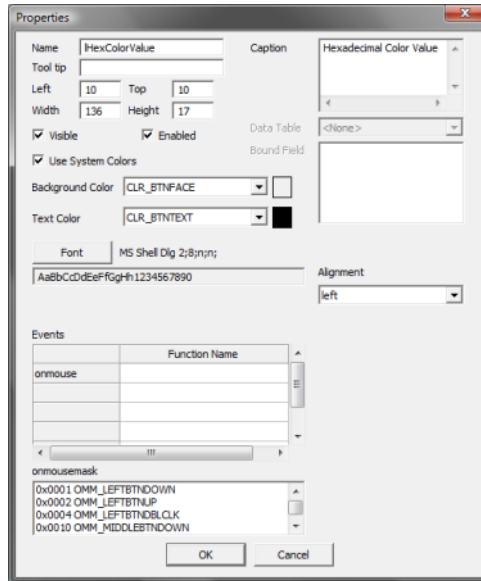 Properties
Name lHexColorValue Caption Hexadecimal Color Value
Tool tip
Left 10 Top 10
Width 136 Height 17
Visible Enabled Data Table <None>
Use System Colors Bound Field
Background Color CLR_BTNFACE
Text Color CLR_BTNTEXT
Font MS Shell Dlg 2;8;n;n;
AaBbCcDdEeFfGgHh1234567890 Alignment
left
Events
Function Name
onmouse
onmousemask
0x0001 OMM_LEFTBTNDOWN
0x0002 OMM_LEFTBTNUP
0x0004 OMM_LEFTBTNDBLCLK
0x0010 OMM_MIDDLEBTNDOWN
OK Cancel